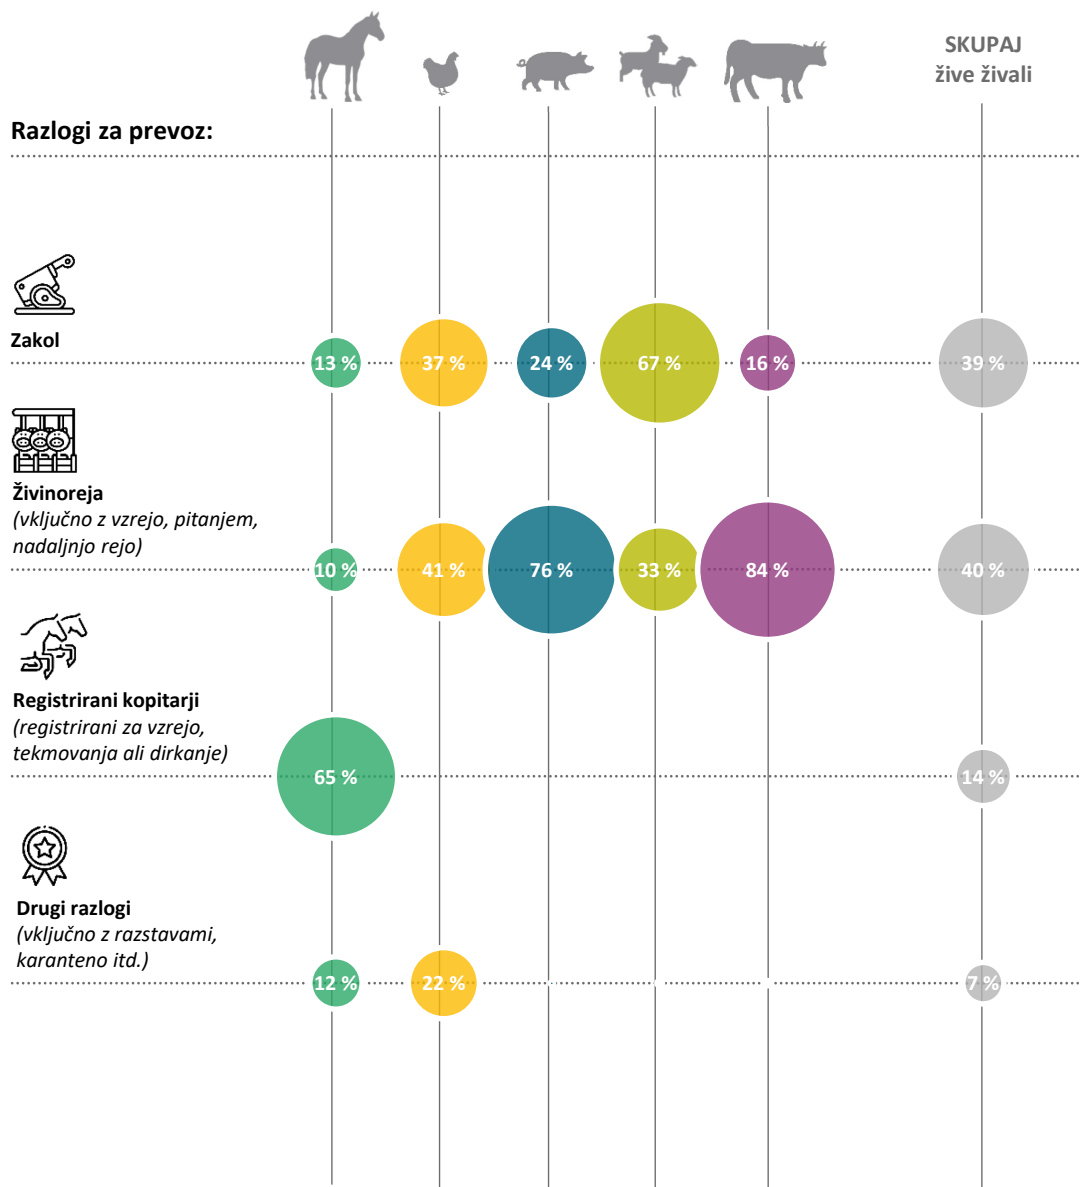 SKUPAJ
žive živali
Razlogi za prevoz:
Zakol
13 %
37 %
24 %
67 %
16 %
39 %
Živinoreja
(vključno z vzrejo, pitanjem,
nadaljnjo rejo)
10 %
41 %
76 %
33 %
84 %
40 %
Registrirani kopitarji
(registrirani za vzrejo,
tekmovanja ali dirkanje)
65 %
14 %
Drugi razlogi
(vključno z razstavami,
karanteno itd.)
12 %
22 %
7 %